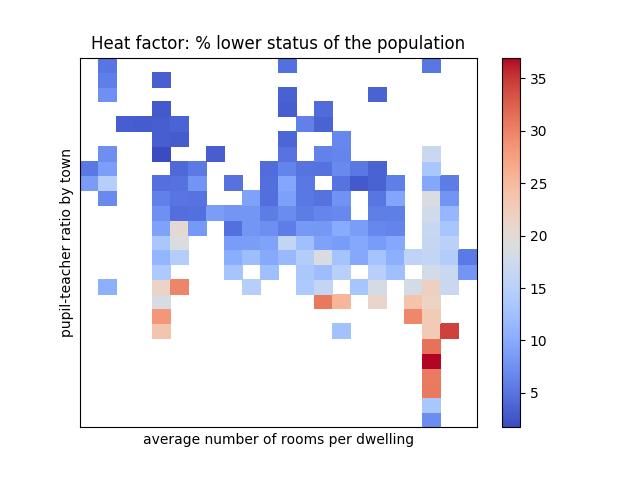 Heat factor: % lower status of the population
pupil-teacher ratio by town
average number of rooms per dwelling
35
30
25
20
15
10
5